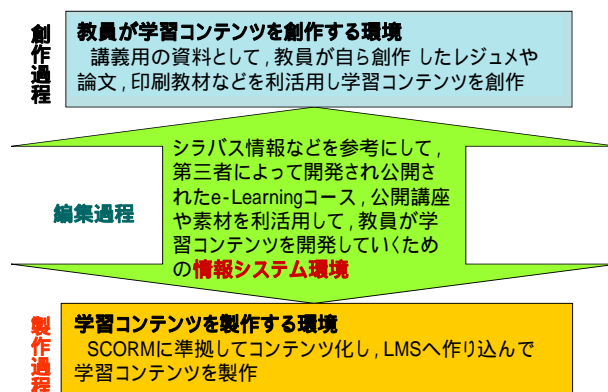 創作過程
教員が学習コンテンツを創作する環境
講義用の資料として,教員が自ら創作 したレジュメや
論文,印刷教材などを利活用し学習コンテンツを創作
編集過程
シラバス情報などを参考にして,
第三者によって開発され公開さ
れたe-Learningコース,公開講座
や素材を利活用して,教員が学
習コンテンツを開発していくため
の情報システム環境
製作過程
学習コンテンツを製作する環境
SCORMに準拠してコンテンツ化し,LMSへ作り込んで
学習コンテンツを製作